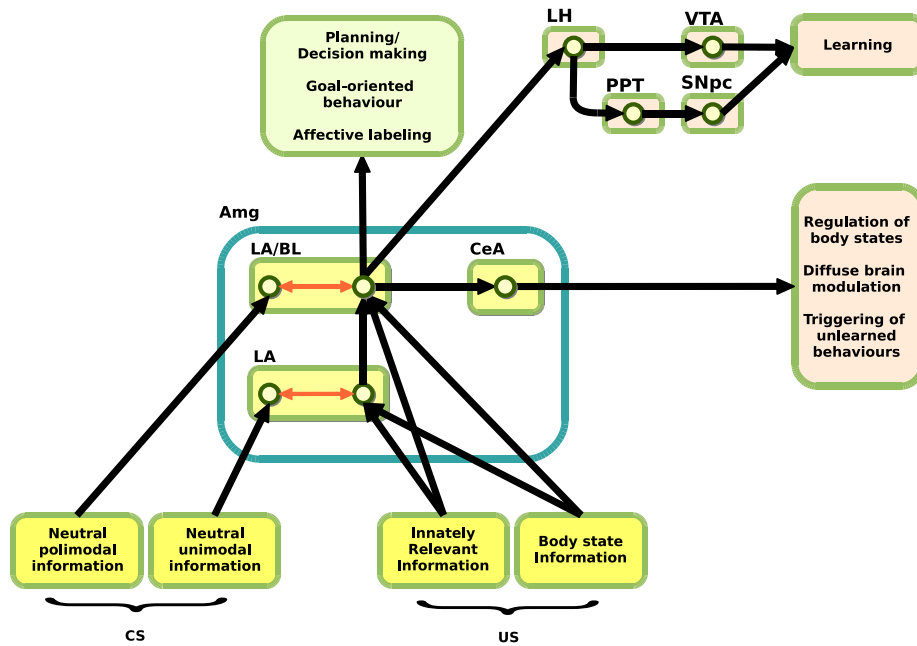 Planning/
Decision making
Goal-oriented
behaviour
Affective labeling
LH
VTA
Learning
PPT
SNpc
Amg
LA/BL
CeA
Regulation of
body states
Diffuse brain
modulation
Triggering of
unlearned
behaviours
LA
Neutral
polimodal
information
Neutral
unimodal
information
Innately
Relevant
Information
Body state
Information
CS
US